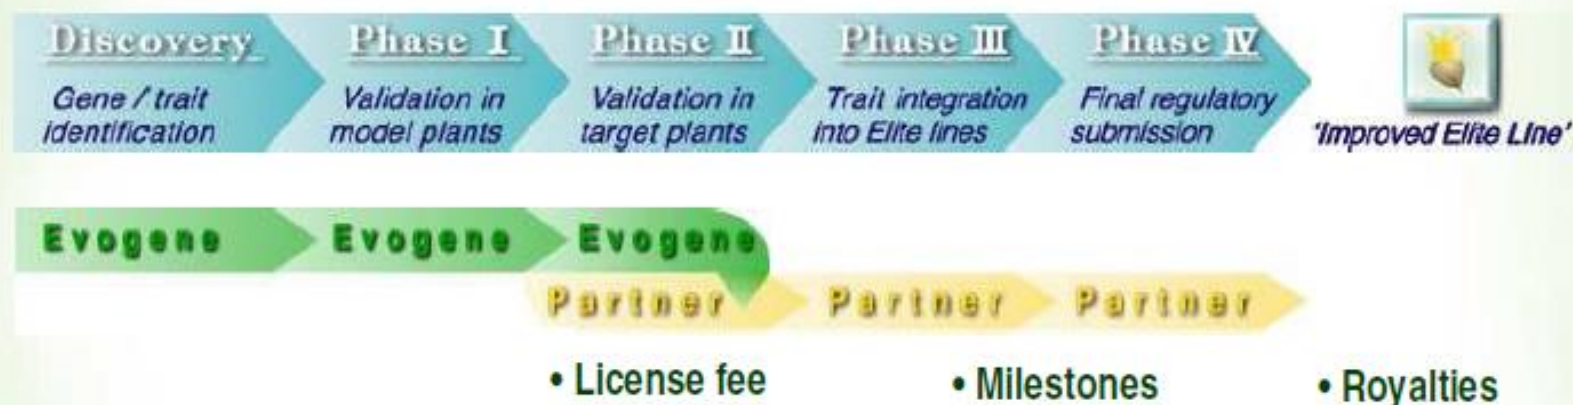 Discovery
Gene / trait
identification
Phase I
Validation in
model plants
Phase II
Validation in
target plants
Phase III
Trait integration
into Elite lines
Phase IV
Final regulatory
submission
'Improved Elite Line'
Evogene
Evogene
Evogene
Partner
Partner
Partner
• License fee
• Milestones
• Royalties